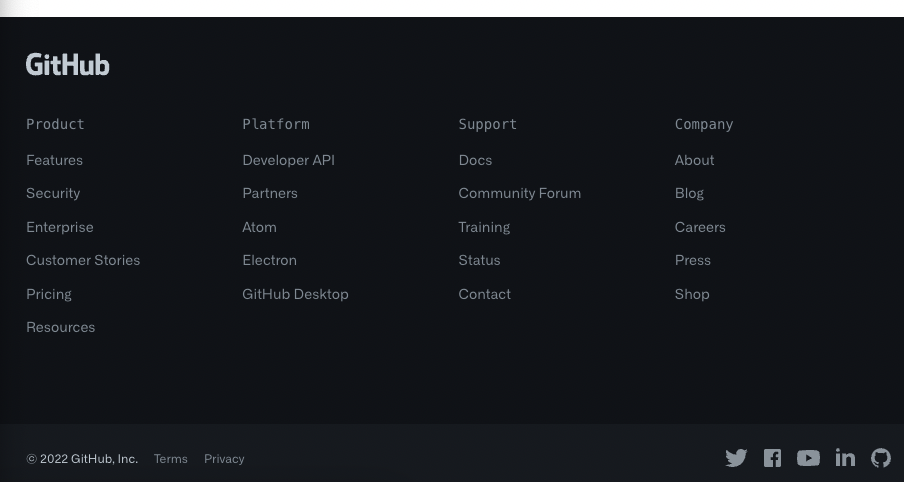 GitHub
Product
Features
Security
Enterprise
Customer Stories
Pricing
Resources
Platform
Developer API
Partners
Atom
Electron
GitHub Desktop
Support
Docs
Community Forum
Training
Status
Contact
Company
About
Blog
Careers
Press
Shop
© 2022 GitHub, Inc. Terms Privacy